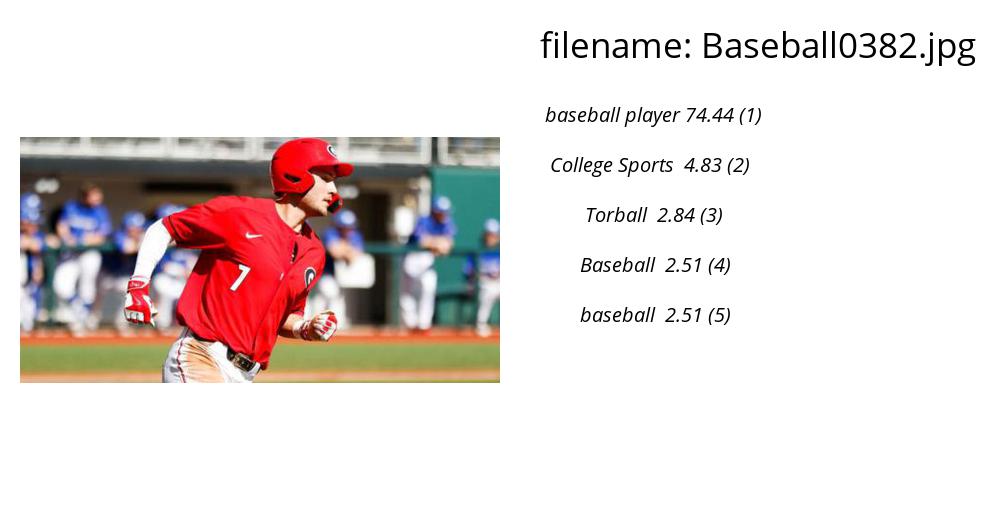 filename: Baseball0382.jpg
baseball player 74.44 (1)
College Sports 4.83 (2)
Torball 2.84 (3)
Baseball 2.51 (4)
baseball 2.51 (5)
7
G
G